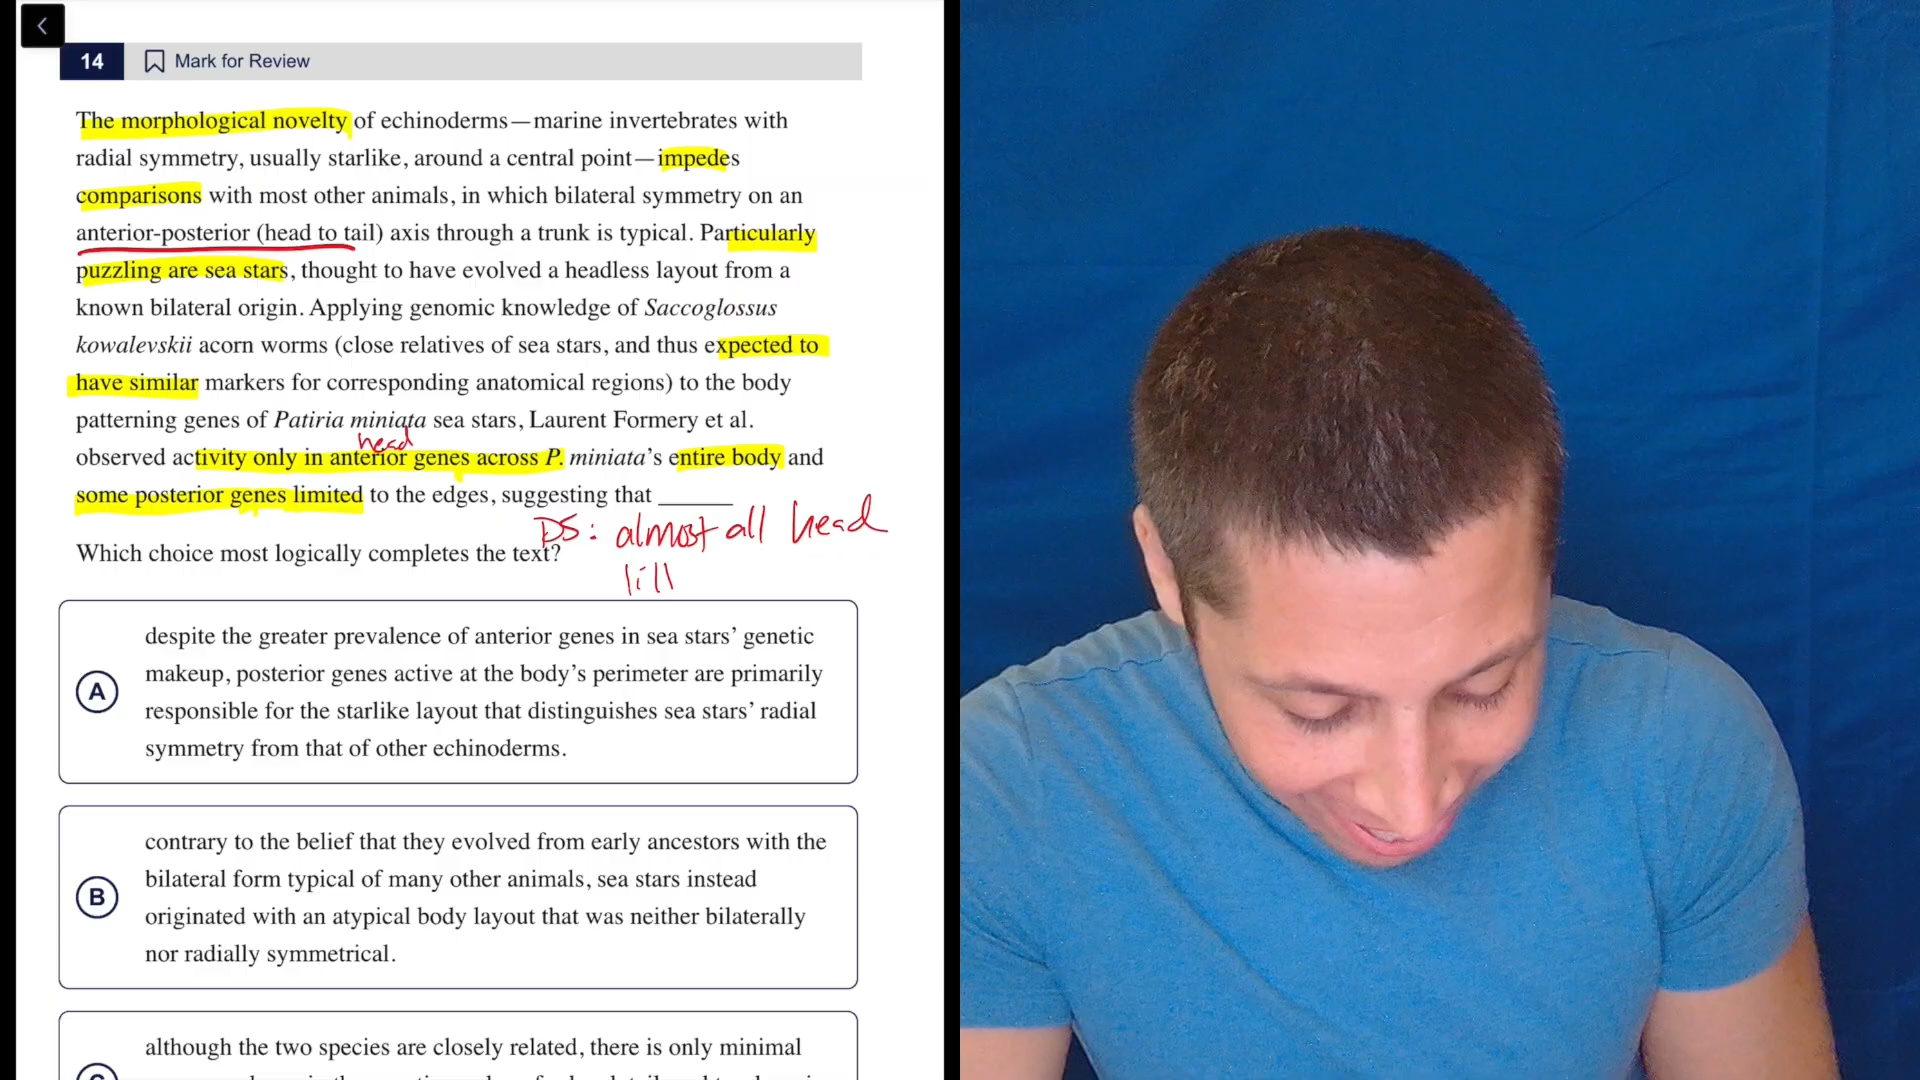 14 Mark for Review
The morphological novelty of echinoderms—marine invertebrates with
radial symmetry, usually starlike, around a central point—impedes
comparisons with most other animals, in which bilateral symmetry on an
anterior-posterior (head to tail) axis through a trunk is typical. Particularly
puzzling are sea stars, thought to have evolved a headless layout from a
known bilateral origin. Applying genomic knowledge of Saccoglossus
kowalevskii acorn worms (close relatives of sea stars, and thus expected to
have similar markers for corresponding anatomical regions) to the body
patterning genes of Patiria miniata sea stars, Laurent Formery et al.
head
observed activity only in anterior genes across P. miniata’s entire body and
some posterior genes limited to the edges, suggesting that ______
DS: almost all head
Which choice most logically completes the text?
lill
A
despite the greater prevalence of anterior genes in sea stars’ genetic
makeup, posterior genes active at the body’s perimeter are primarily
responsible for the starlike layout that distinguishes sea stars’ radial
symmetry from that of other echinoderms.
B
contrary to the belief that they evolved from early ancestors with the
bilateral form typical of many other animals, sea stars instead
originated with an atypical body layout that was neither bilaterally
nor radially symmetrical.
although the two species are closely related, there is only minimal